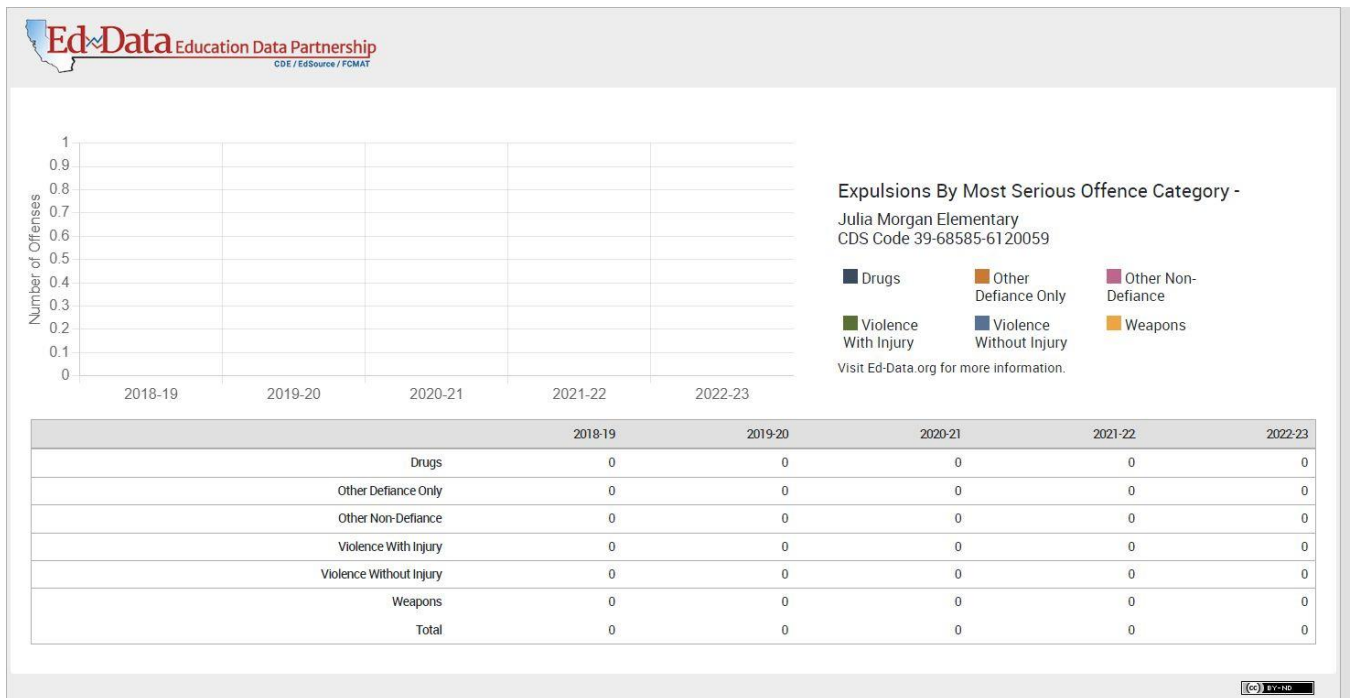 Ed Data Education Data Partnership
CDE / EdSource / FCMAT
1
0.9
0.8
0.7
0.6
0.5
0.4
0.3
0.2
0.1
0
Number of Offenses
2018-19 2019-20 2020-21 2021-22 2022-23
Expulsions By Most Serious Offence Category -
Julia Morgan Elementary
CDS Code 39-68585-6120059
Drugs
Other
Defiance Only
Other Non-
Defiance
Violence
With Injury
Violence
Without Injury
Weapons
Visit Ed-Data.org for more information.
2018-19 2019-20 2020-21 2021-22 2022-23
Drugs 0 0 0 0 0
Other Defiance Only 0 0 0 0 0
Other Non-Defiance 0 0 0 0 0
Violence With Injury 0 0 0 0 0
Violence Without Injury 0 0 0 0 0
Weapons 0 0 0 0 0
Total 0 0 0 0 0
(cc) BY-ND